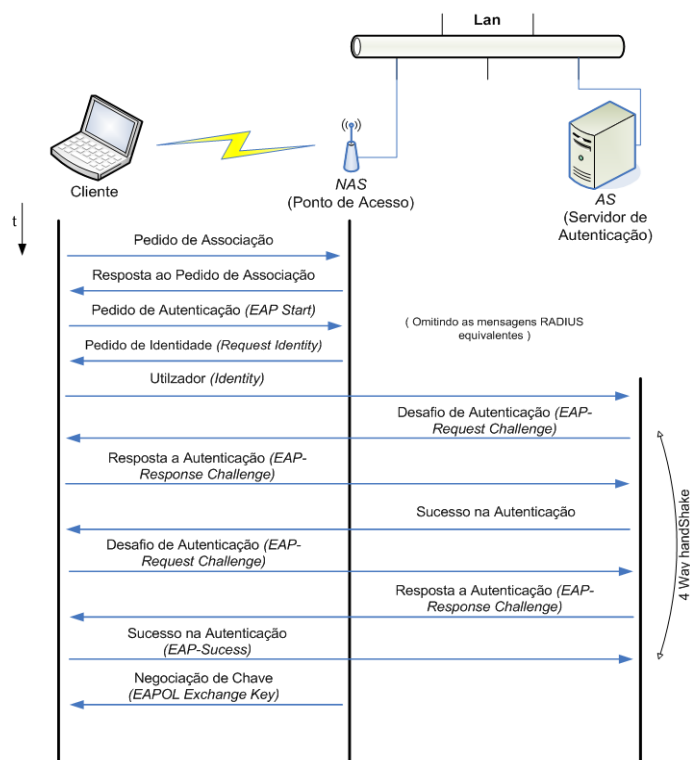 Lan
Cliente
NAS
(Ponto de Acesso)
AS
(Servidor de
Autenticação)
t
Pedido de Associação
Resposta ao Pedido de Associação
Pedido de Autenticação (EAP Start)
( Omitindo as mensagens RADIUS
equivalentes )
Pedido de Identidade (Request Identity)
Utilzador (Identity)
Desafio de Autenticação (EAP-
Request Challenge)
Resposta a Autenticação (EAP-
Response Challenge)
Sucesso na Autenticação
Desafio de Autenticação (EAP-
Request Challenge)
Resposta a Autenticação (EAP-
Response Challenge)
Sucesso na Autenticação
(EAP-Sucess)
Negociação de Chave
(EAPOL Exchange Key)
4 Way handShake